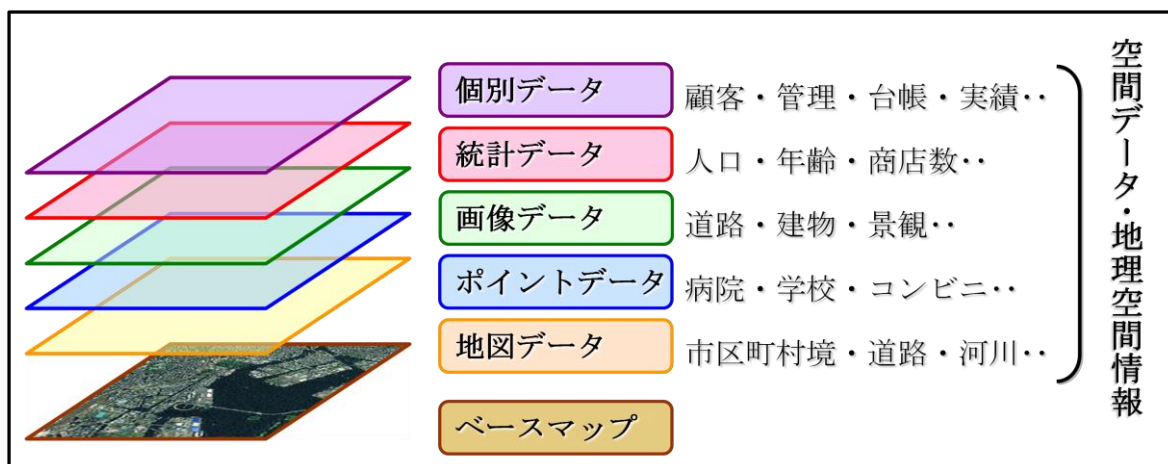 個別データ 顧客・管理・台帳・実績‥
統計データ 人口・年齢・商店数‥
画像データ 道路・建物・景観‥
ポイントデータ 病院・学校・コンビニ‥
地図データ 市区町村境・道路・河川‥
ベースマップ
空間データ・地理空間情報